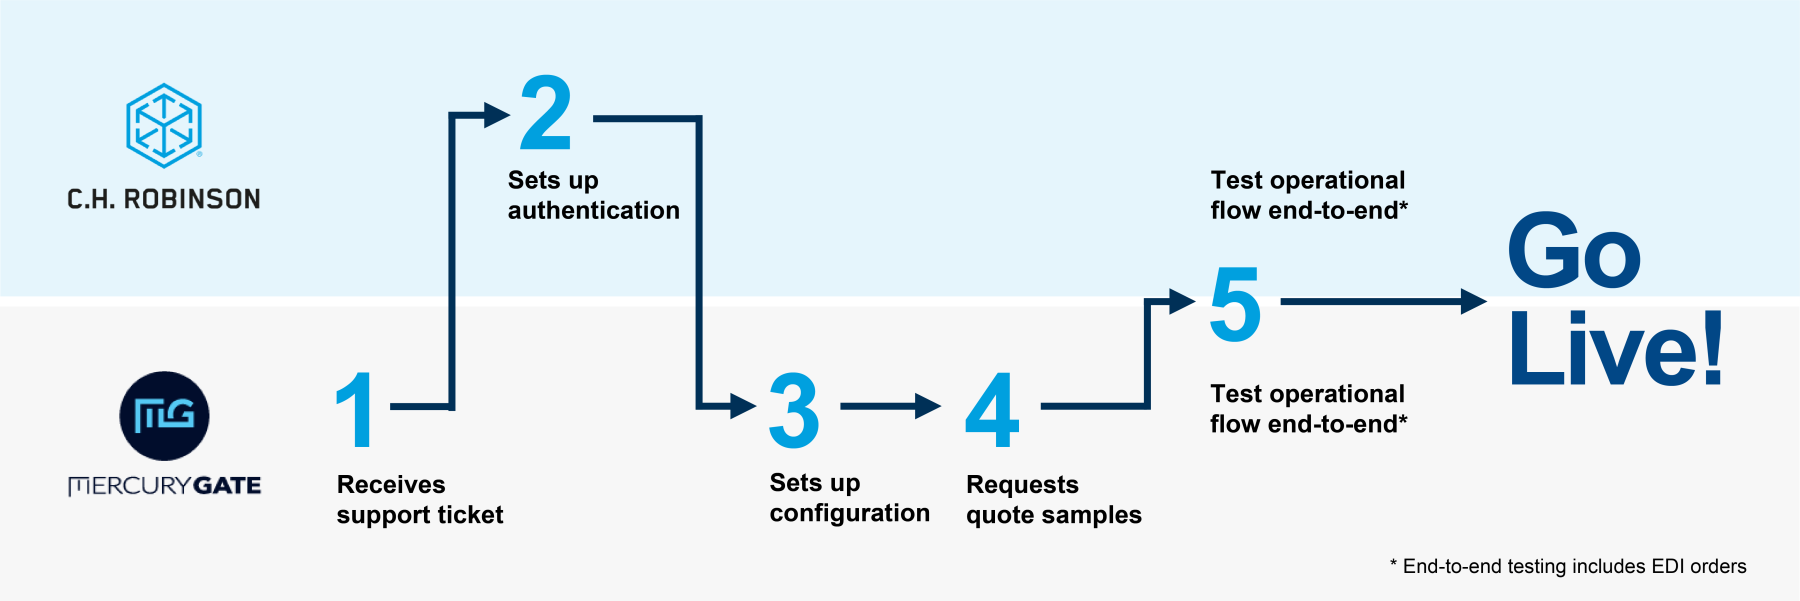 C.H. ROBINSON
®
2
Sets up
authentication
Test operational
flow end-to-end*
Go
Live!
5
Test operational
flow end-to-end*
MG
MERCURYGATE
1
Receives
support ticket
3
Sets up
configuration
4
Requests
quote samples
* End-to-end testing includes EDI orders